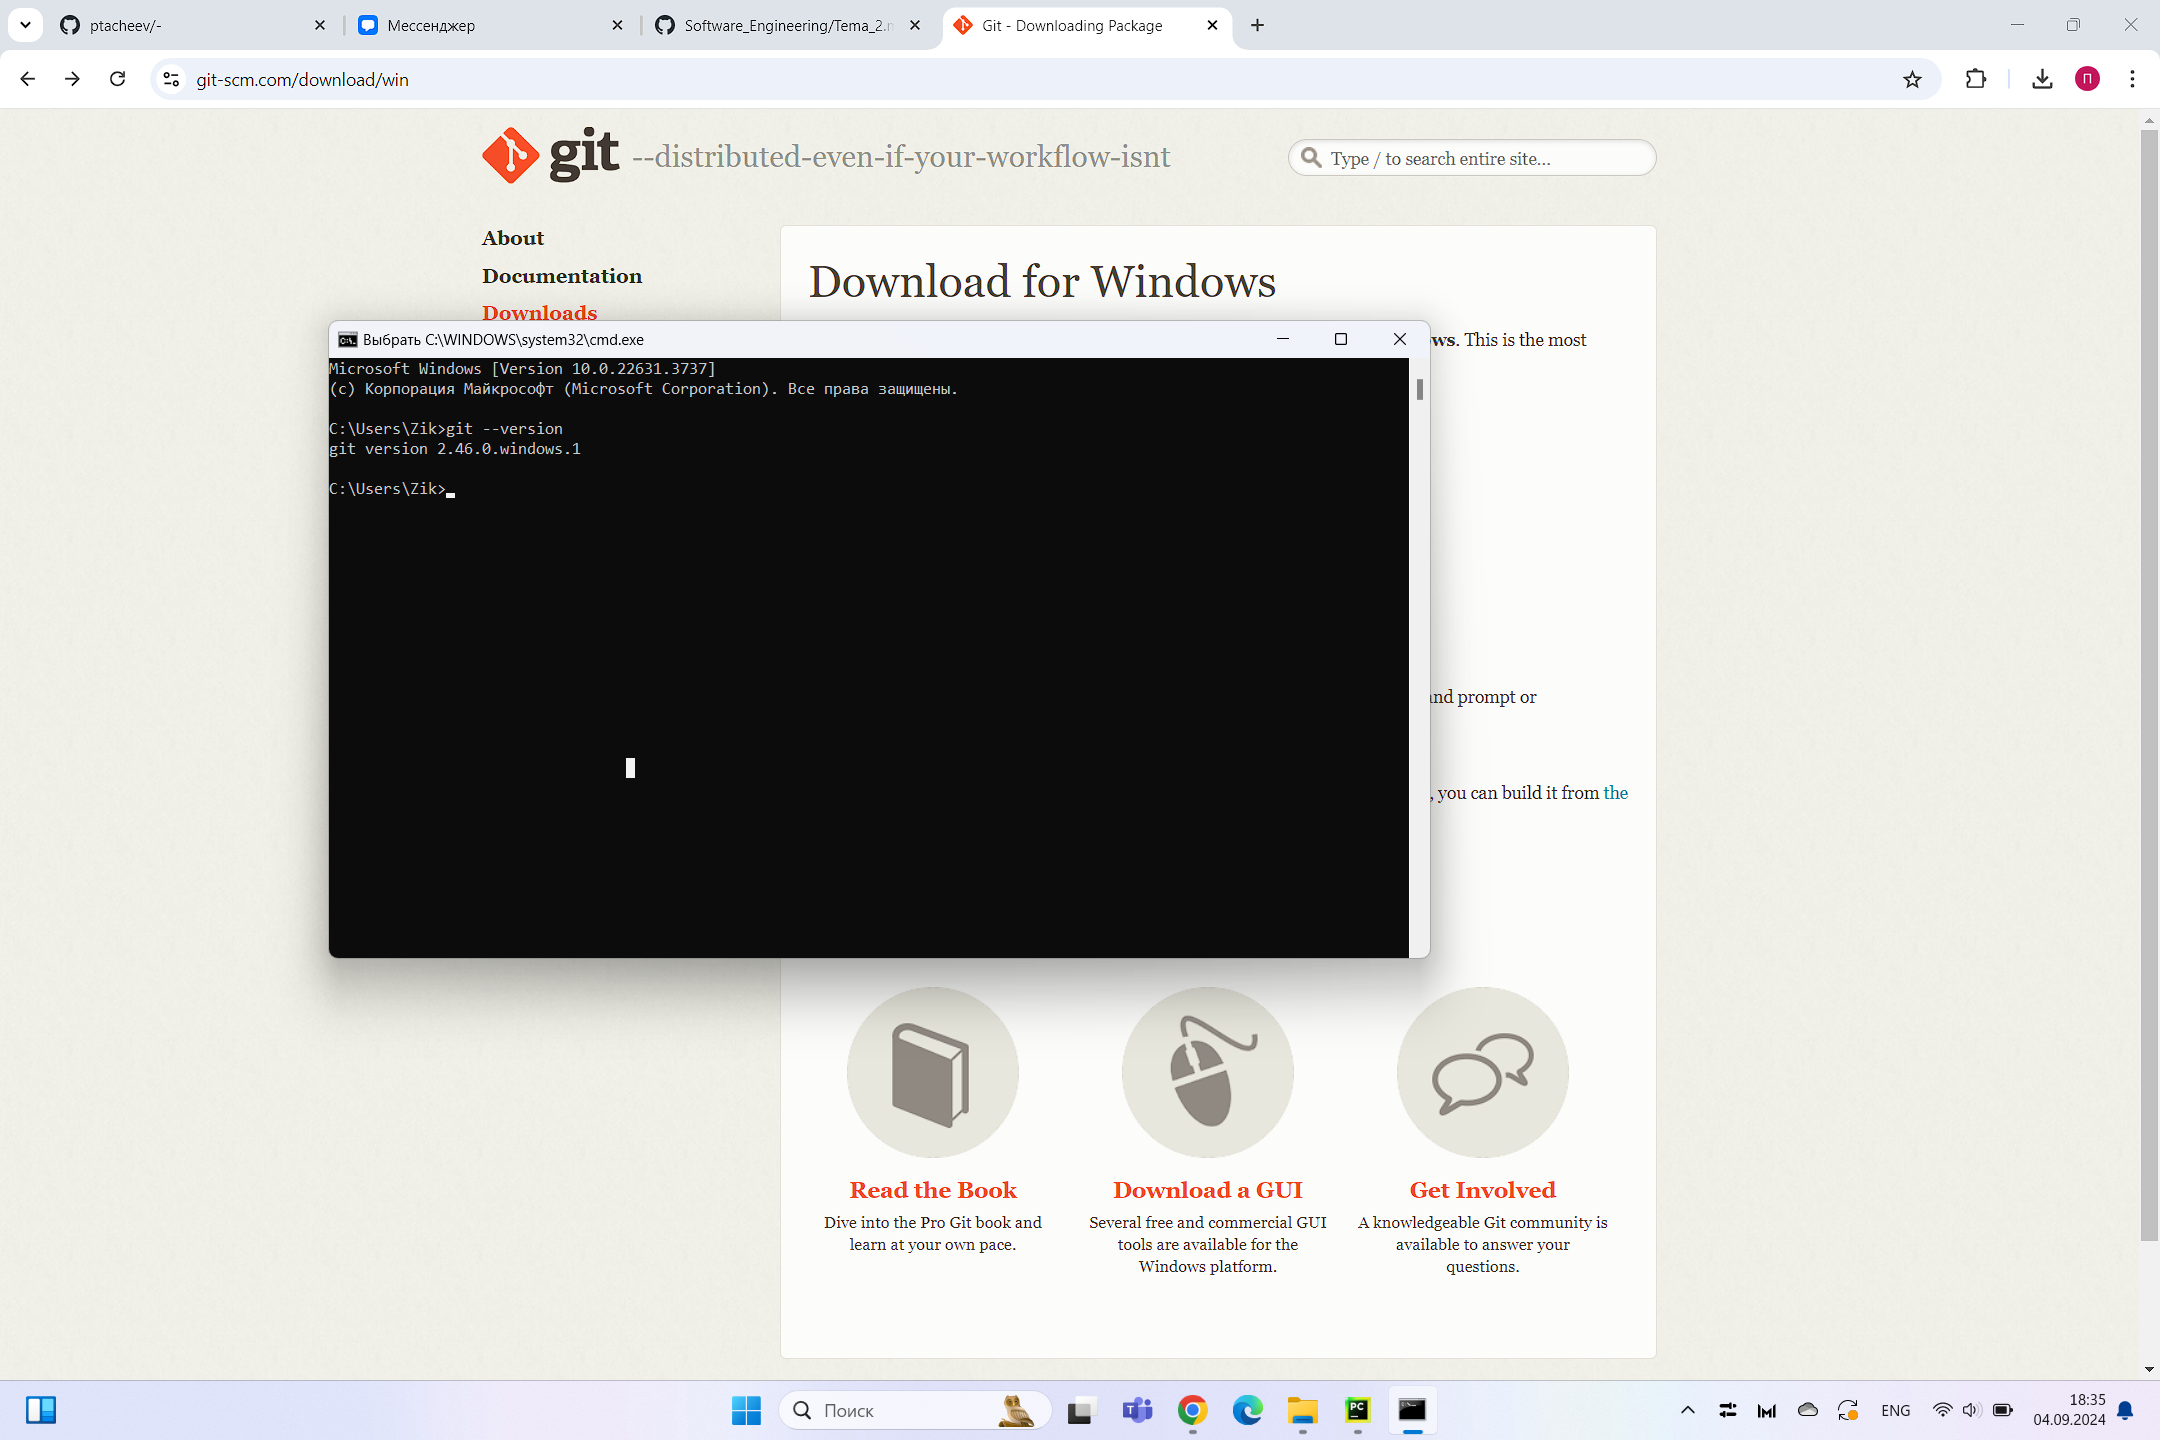 ptacheev/-
Мессенджер
Software_Engineering/Tema_2.m
Git - Downloading Package
git-scm.com/download/win
П
git --distributed-even-if-your-workflow-isnt
Type / to search entire site...
About
Documentation
Downloads
Download for Windows
ws. This is the most
Выбрать C:\WINDOWS\system32\cmd.exe
Microsoft Windows [Version 10.0.22631.3737]
(c) Корпорация Майкрософт (Microsoft Corporation). Все права защищены.
C:\Users\Zik>git --version
git version 2.46.0.windows.1
C:\Users\Zik>
and prompt or
, you can build it from the
Read the Book
Dive into the Pro Git book and
learn at your own pace.
Download a GUI
Several free and commercial GUI
tools are available for the
Windows platform.
Get Involved
A knowledgeable Git community is
available to answer your
questions.
Поиск
PC
ENG
18:35
04.09.2024